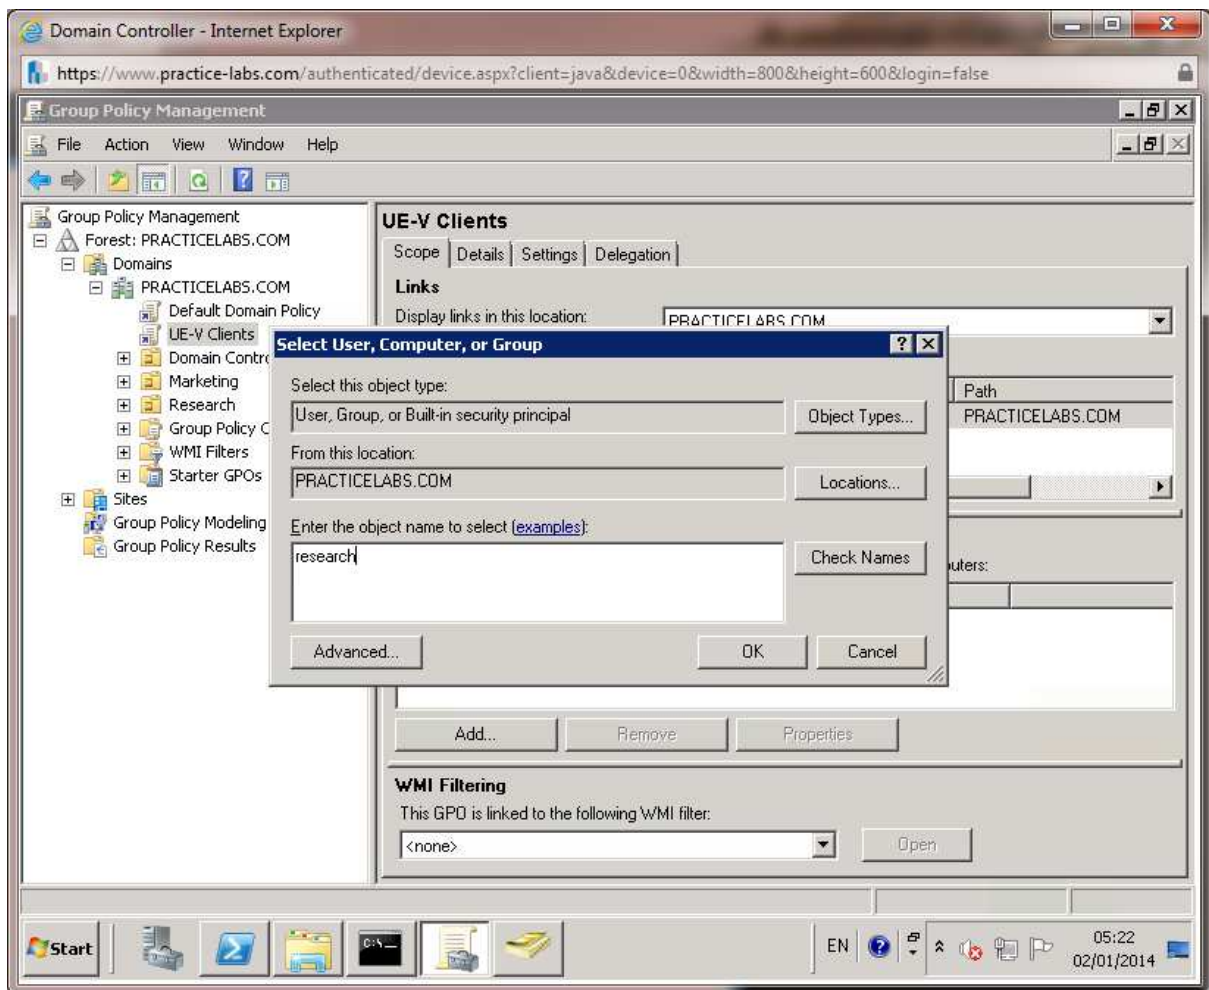 Domain Controller - Internet Explorer
https://www.practice-labs.com/authenticated/device.aspx?client=java&device=0&width=800&height=600&login=false
Group Policy Management
File Action View Window Help
Group Policy Management
Forest: PRACTICELABS.COM
Domains
PRACTICELABS.COM
Default Domain Policy
UE-V Clients
Domain Contro
Marketing
Research
Group Policy C
WMI Filters
Starter GPOs
Sites
Group Policy Modeling
Group Policy Results
UE-V Clients
Scope Details Settings Delegation
Links
Display links in this location: PRACTICELABS.COM
Path
PRACTICELABS.COM
uters:
Select User, Computer, or Group
Select this object type:
User, Group, or Built-in security principal Object Types...
From this location:
PRACTICELABS.COM Locations...
Enter the object name to select (examples):
research Check Names
Advanced... OK Cancel
Add... Remove Properties
WMI Filtering
This GPO is linked to the following WMI filter:
<none> Open
Start C:\ EN 05:22
02/01/2014